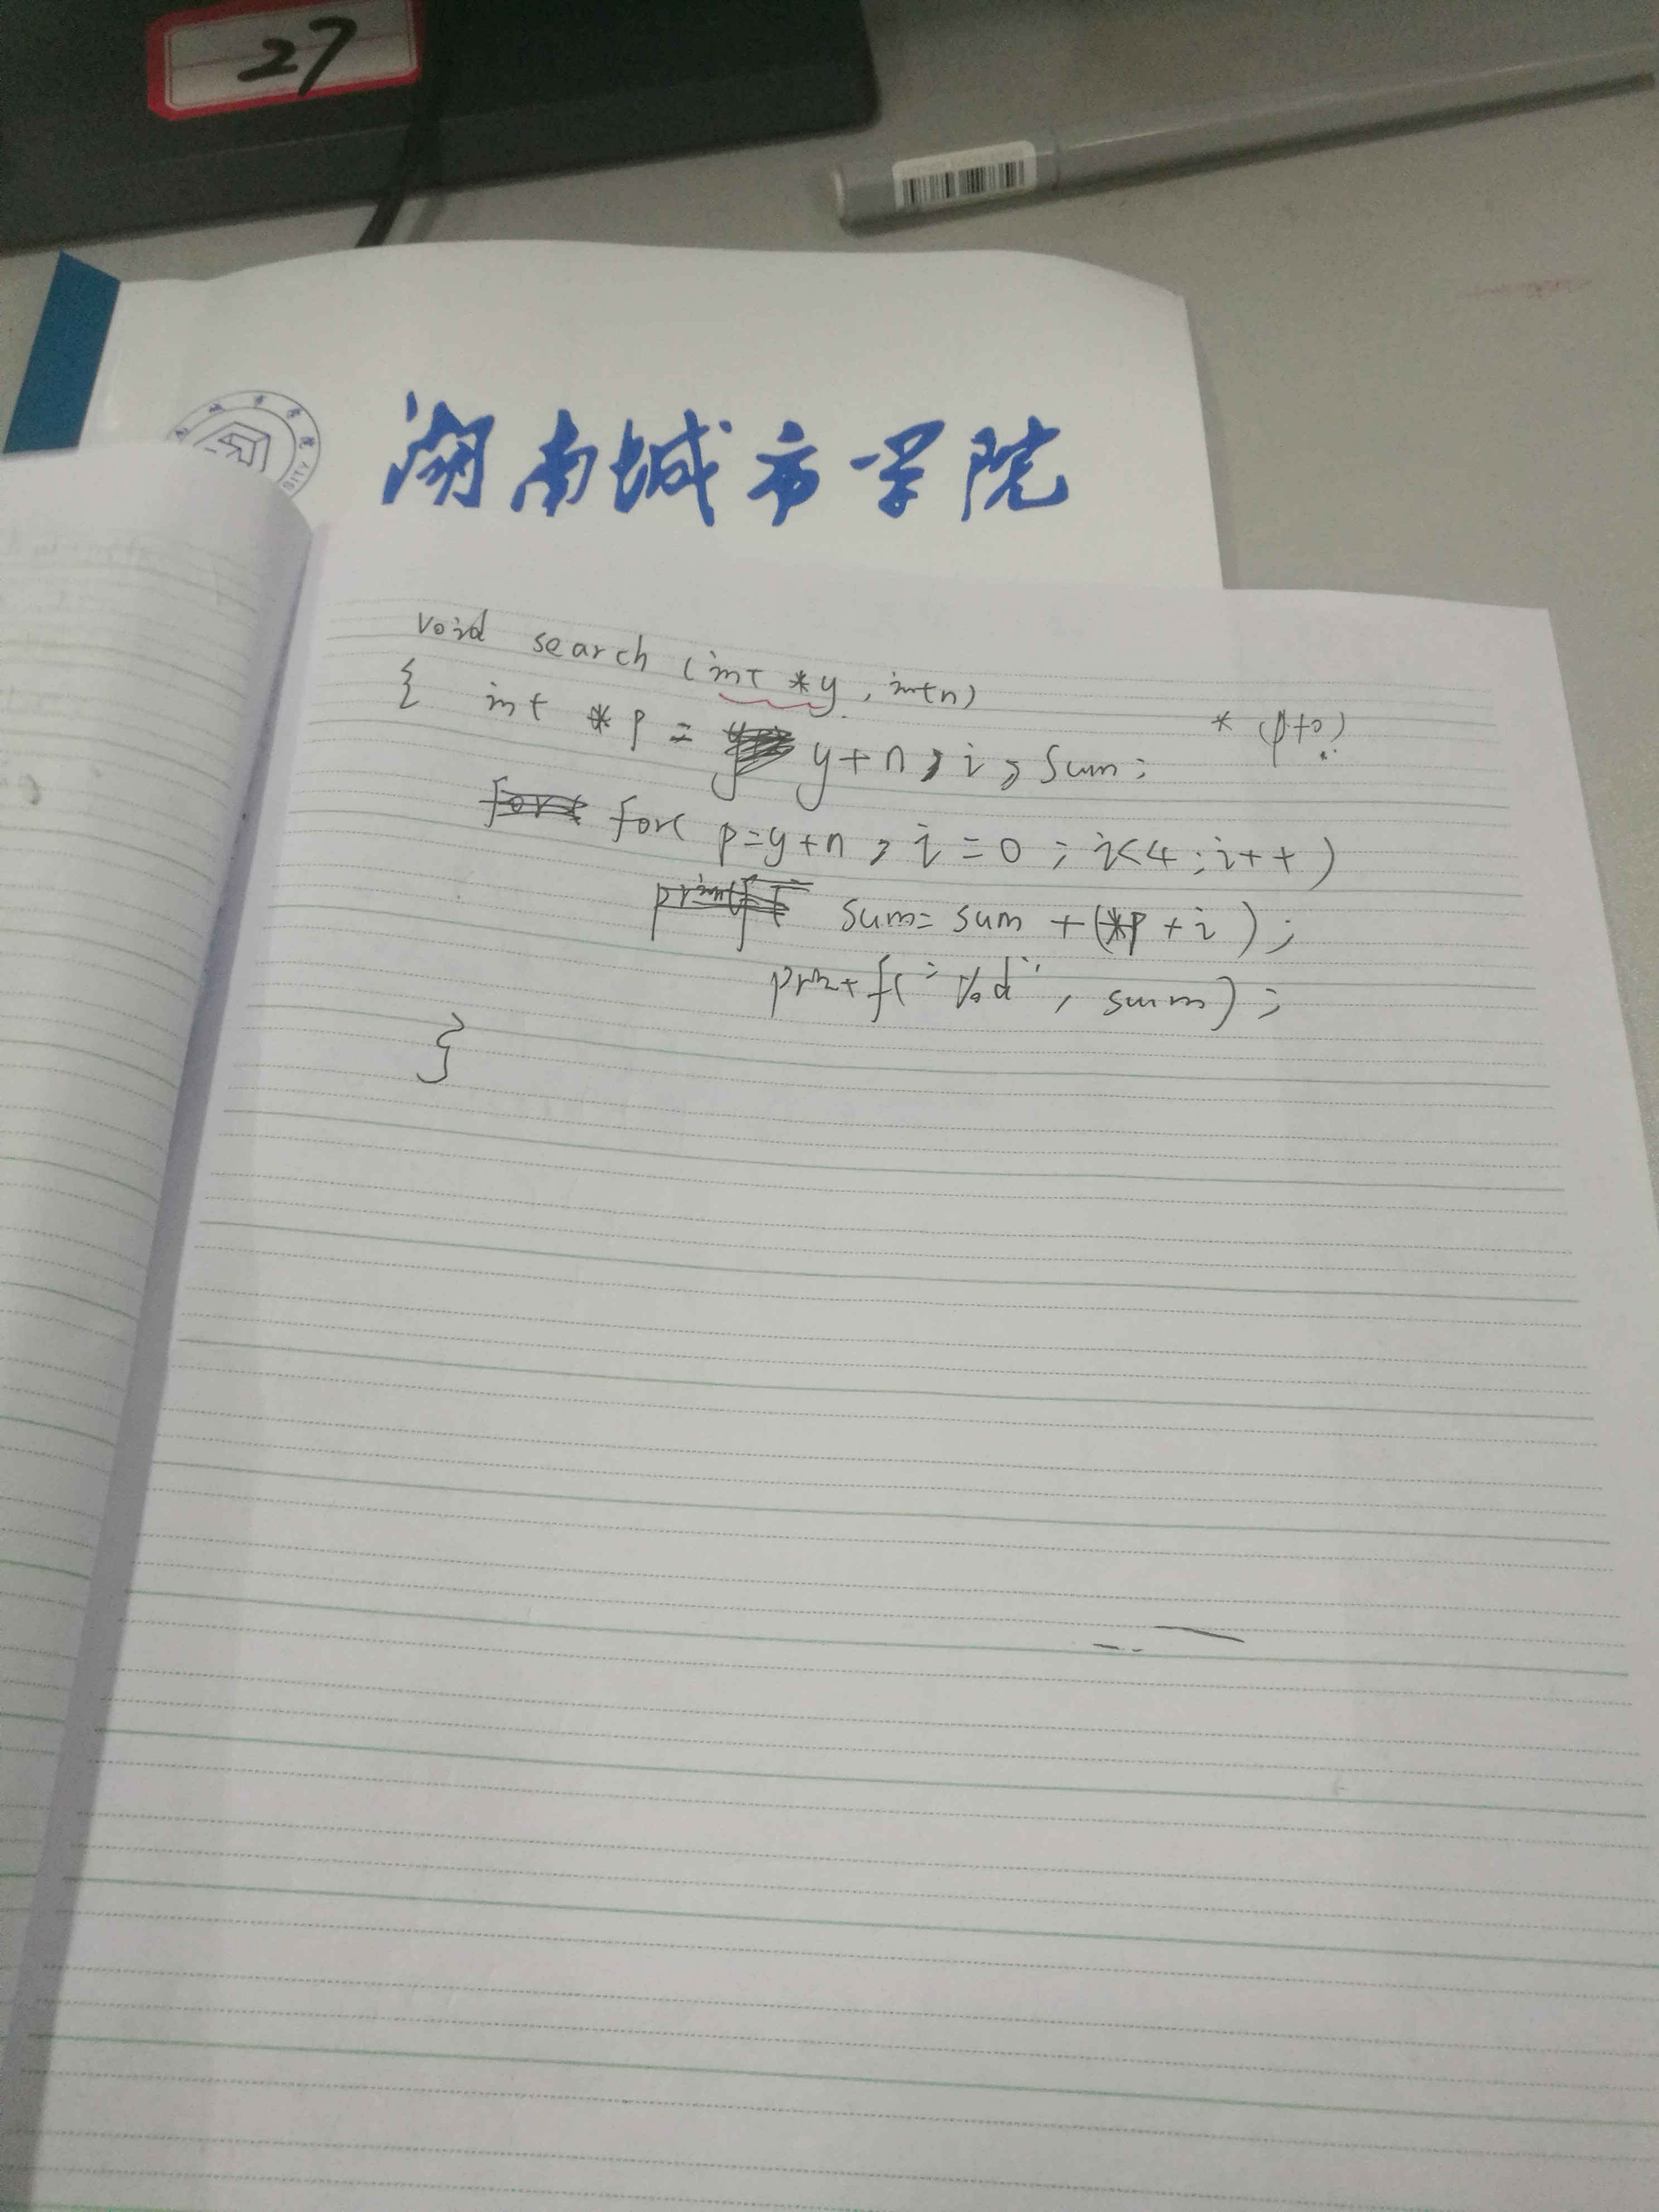 27
湖南城市学院
void search (int *y, int n)
* (p+0)
{ int *p = y+n, i, sum;
for( p=y+n, i=0; i<4; i++)
sum= sum +(*p+i);
printf("%d", sum);
}